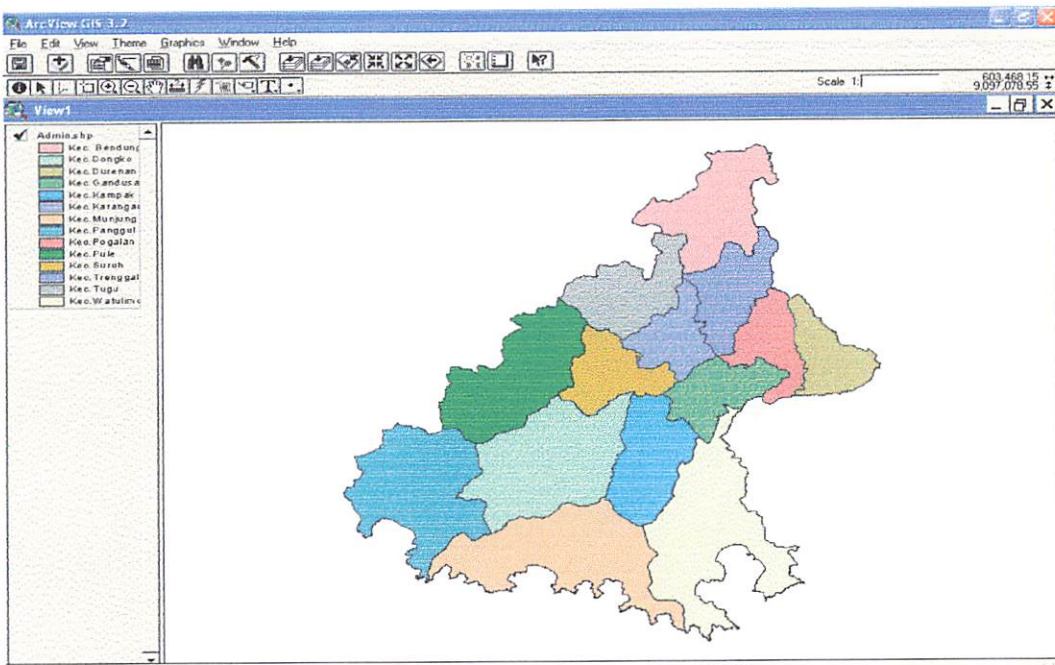 ArcView GIS 3.2
File Edit View Theme Graphics Window Help
Scale 1:
603,468.15
9,097,078.55
View1
Admin.shp
Kec. Bendung
Kec.Dongko
Kec.Durenan
Kec.Gandusa
Kec.Kampak
Kec.Karangan
Kec.Munjung
Kec.Panggul
Kec.Pogalan
Kec.Pule
Kec.Suroh
Kec.Trenggal
Kec.Tugu
Kec.Watulimo